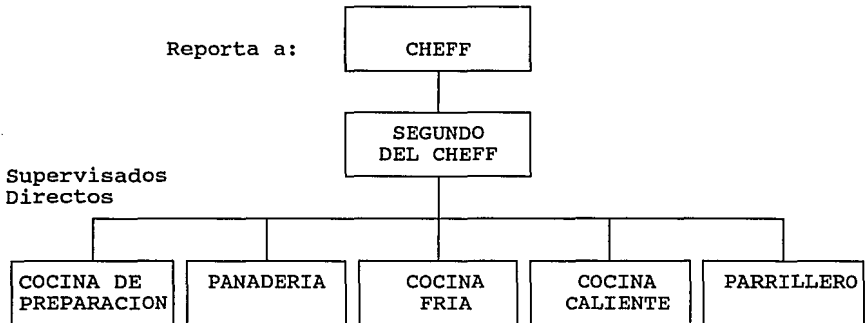 Reporta a: CHEFF
SEGUNDO
DEL CHEFF
Supervisados
Directos
COCINA DE
PREPARACION
PANADERIA
COCINA
FRIA
COCINA
CALIENTE
PARRILLERO